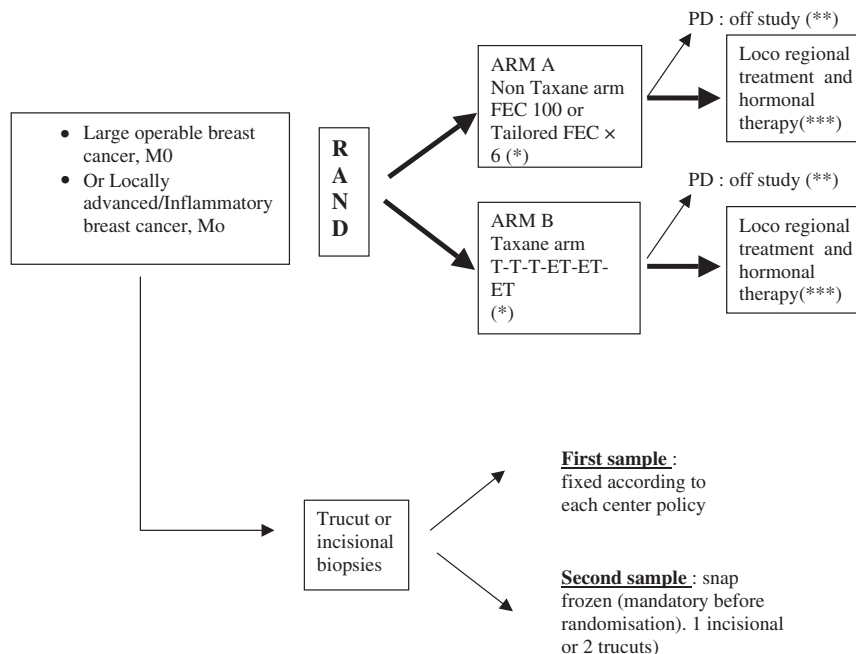 PD : off study (**)
ARM A
Non Taxane arm
FEC 100 or
Tailored FEC ×
6 (*)
Loco regional
treatment and
hormonal
therapy(***)
• Large operable breast
cancer, M0
• Or Locally
advanced/Inflammatory
breast cancer, Mo
R
A
N
D
PD : off study (**)
ARM B
Taxane arm
T-T-T-ET-ET-
ET
(*)
Loco regional
treatment and
hormonal
therapy(***)
Trucut or
incisional
biopsies
First sample :
fixed according to
each center policy
Second sample : snap
frozen (mandatory before
randomisation). 1 incisional
or 2 trucuts)